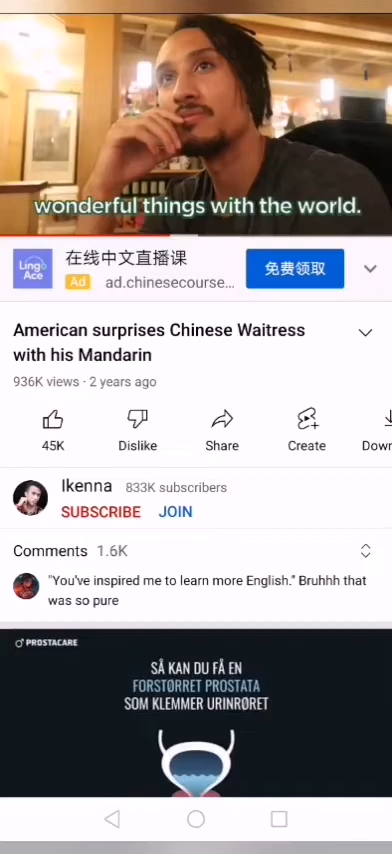 wonderful things with the world.
Lingo
Ace
在线中文直播课
Ad ad.chinesecourse...
免费领取
American surprises Chinese Waitress
with his Mandarin
936K views · 2 years ago
45K
Dislike
Share
Create
Down
Ikenna 833K subscribers
SUBSCRIBE JOIN
Comments 1.6K
"You've inspired me to learn more English." Bruhhh that
was so pure
PROSTACARE
SÅ KAN DU FÅ EN
FORSTØRRET PROSTATA
SOM KLEMMER URINRØRET